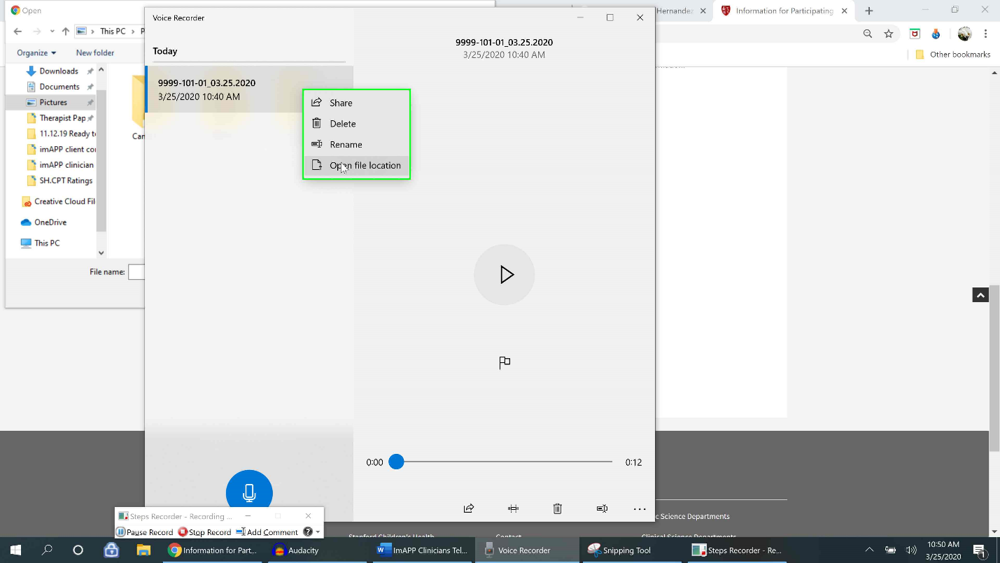 Open
Voice Recorder
Hernandez
Information for Participating
This PC
Organize
New folder
Other bookmarks
Today
9999-101-01_03.25.2020
3/25/2020 10:40 AM
9999-101-01_03.25.2020
3/25/2020 10:40 AM
Downloads
Documents
Pictures
Therapist Pap
11.12.19 Ready t
imAPP client co
imAPP clinician
SH.CPT Ratings
Creative Cloud Fil
OneDrive
This PC
Can
Share
Delete
Rename
Open file location
File name:
0:00
0:12
Steps Recorder - Recording ...
Pause Record
Stop Record
Add Comment
c Science Departments
Stanford Children's Health
Contact
Clinical Science Departments
Information for Part...
Audacity
ImAPP Clinicians Tel...
Voice Recorder
Snipping Tool
Steps Recorder - Re...
10:50 AM
3/25/2020
1